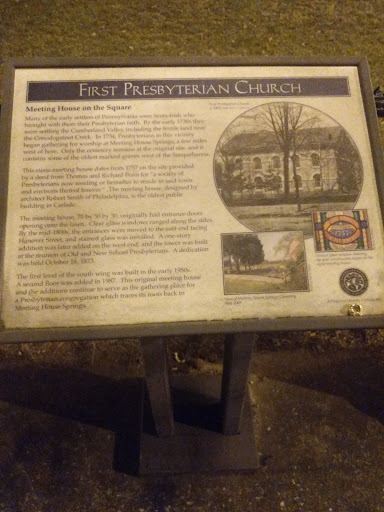 FIRST PRESBYTERIAN CHURCH
Meeting House on the Square
Many of the early settlers of Pennsylvania were Scots-Irish who
brought with them their Presbyterian faith. By the early 1730s they
were settling the Cumberland Valley, including the fertile land near
the Conodoguinet Creek. In 1734, Presbyterians in this vicinity
began gathering for worship at Meeting House Springs, a few miles
west of here. Only the cemetery remains at the original site, and it
contains some of the oldest marked graves west of the Susquehanna.
This stone meeting house dates from 1757 on the site provided
by a deed from Thomas and Richard Penn for "a society of
Presbyterians now residing or hereafter to reside in said town
and environs thereof forever." The meeting house, designed by
architect Robert Smith of Philadelphia, is the oldest public
building in Carlisle.
The meeting house, 70 by 50 by 30, originally had entrance doors
opening onto the lawn. Clear glass windows ranged along the sides.
By the mid-1800s, the entrances were moved to the east end facing
Hanover Street, and stained glass was installed. A one-story
addition was later added on the west end, and the tower was built
at the reunion of Old and New School Presbyterians. A dedication
was held October 16, 1873.
The first level of the south wing was built in the early 1950s.
A second floor was added in 1987. This original meeting house
and the additions continue to serve as the gathering place for
a Presbyterian congregation which traces its roots back to
Meeting House Springs.
First Presbyterian Church
1757